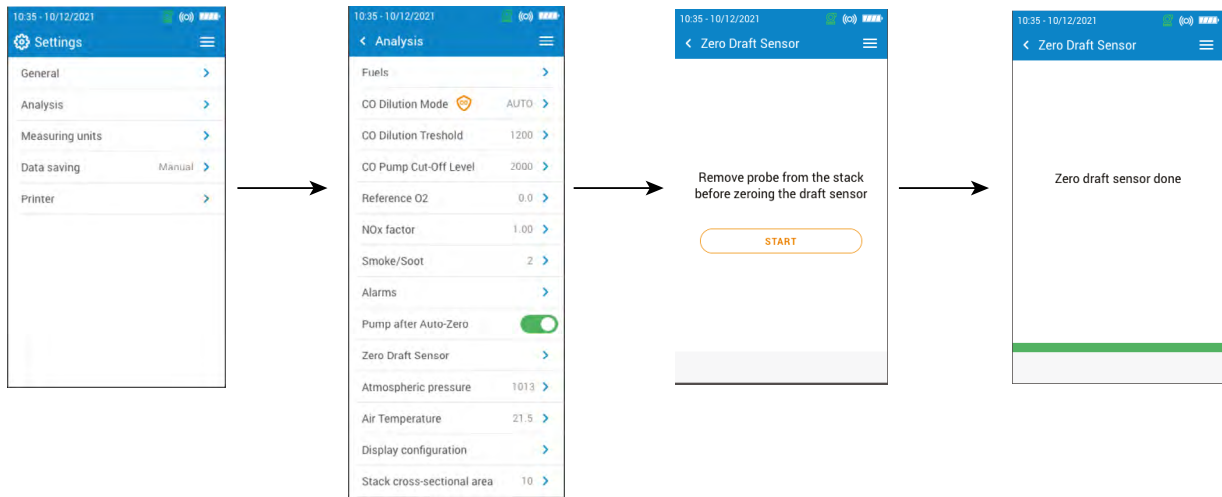 10:35 - 10/12/2021
Settings
General
Analysis
Measuring units
Data saving Manual
Printer
10:35 - 10/12/2021
Analysis
Fuels
CO Dilution Mode AUTO
CO Dilution Treshold 1200
CO Pump Cut-Off Level 2000
Reference O2 0.0
NOx factor 1.00
Smoke/Soot 2
Alarms
Pump after Auto-Zero
Zero Draft Sensor
Atmospheric pressure 1013
Air Temperature 21.5
Display configuration
Stack cross-sectional area 10
10:35 - 10/12/2021
Zero Draft Sensor
Remove probe from the stack
before zeroing the draft sensor
START
10:35 - 10/12/2021
Zero Draft Sensor
Zero draft sensor done